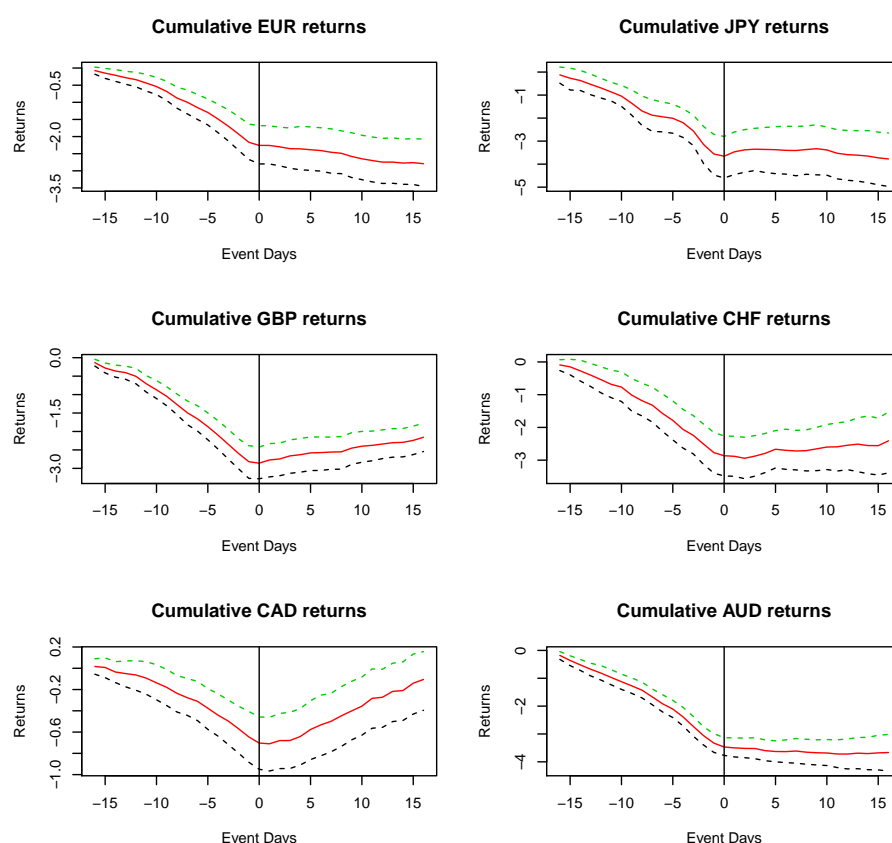 Cumulative EUR returns
Returns
−0.5
−2.0
−3.5
−15 −10 −5 0 5 10 15
Event Days
Cumulative JPY returns
Returns
−1
−3
−5
−15 −10 −5 0 5 10 15
Event Days
Cumulative GBP returns
Returns
0.0
−1.5
−3.0
−15 −10 −5 0 5 10 15
Event Days
Cumulative CHF returns
Returns
0
−1
−2
−3
−15 −10 −5 0 5 10 15
Event Days
Cumulative CAD returns
Returns
0.2
−0.2
−0.6
−1.0
−15 −10 −5 0 5 10 15
Event Days
Cumulative AUD returns
Returns
0
−2
−4
−15 −10 −5 0 5 10 15
Event Days